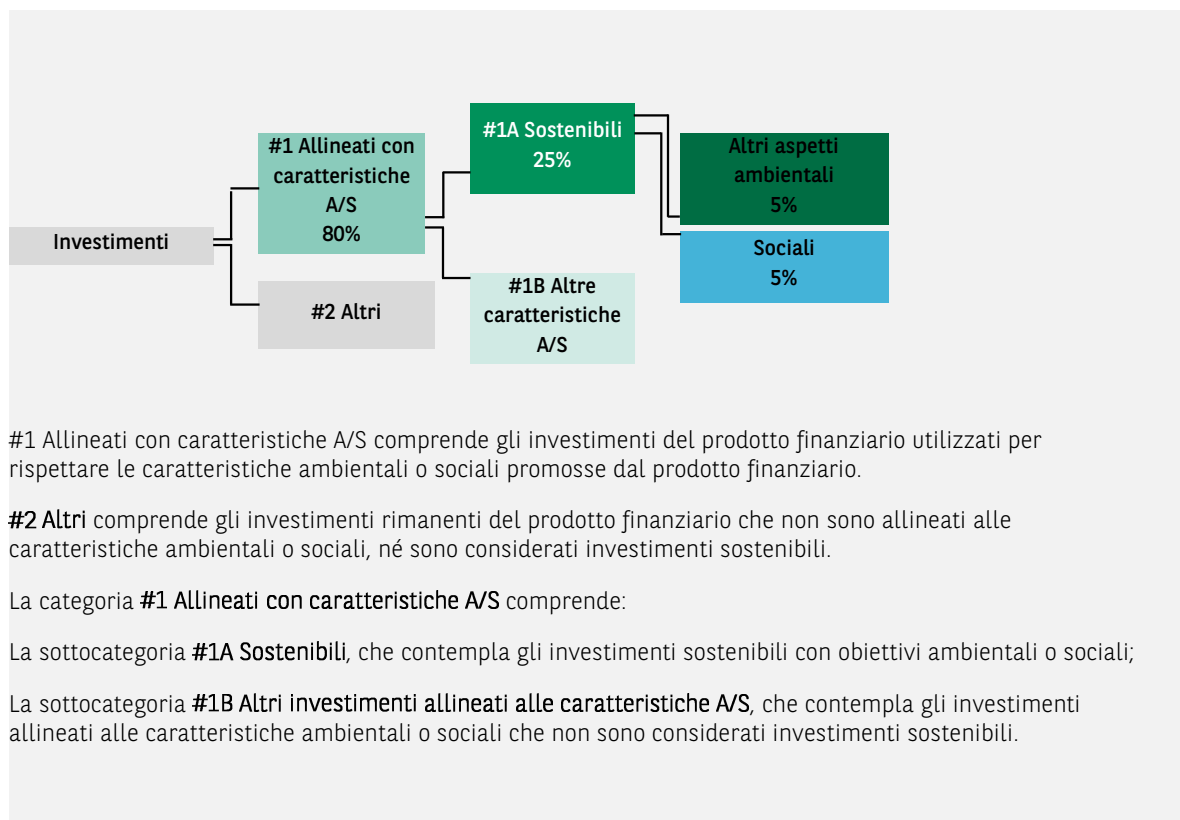 #1A Sostenibili
25%
#1 Allineati con
caratteristiche
A/S
80%
Altri aspetti
ambientali
5%
Investimenti
Sociali
5%
#2 Altri
#1B Altre
caratteristiche
A/S
#1 Allineati con caratteristiche A/S comprende gli investimenti del prodotto finanziario utilizzati per
rispettare le caratteristiche ambientali o sociali promosse dal prodotto finanziario.
#2 Altri comprende gli investimenti rimanenti del prodotto finanziario che non sono allineati alle
caratteristiche ambientali o sociali, né sono considerati investimenti sostenibili.
La categoria #1 Allineati con caratteristiche A/S comprende:
La sottocategoria #1A Sostenibili, che contempla gli investimenti sostenibili con obiettivi ambientali o sociali;
La sottocategoria #1B Altri investimenti allineati alle caratteristiche A/S, che contempla gli investimenti
allineati alle caratteristiche ambientali o sociali che non sono considerati investimenti sostenibili.